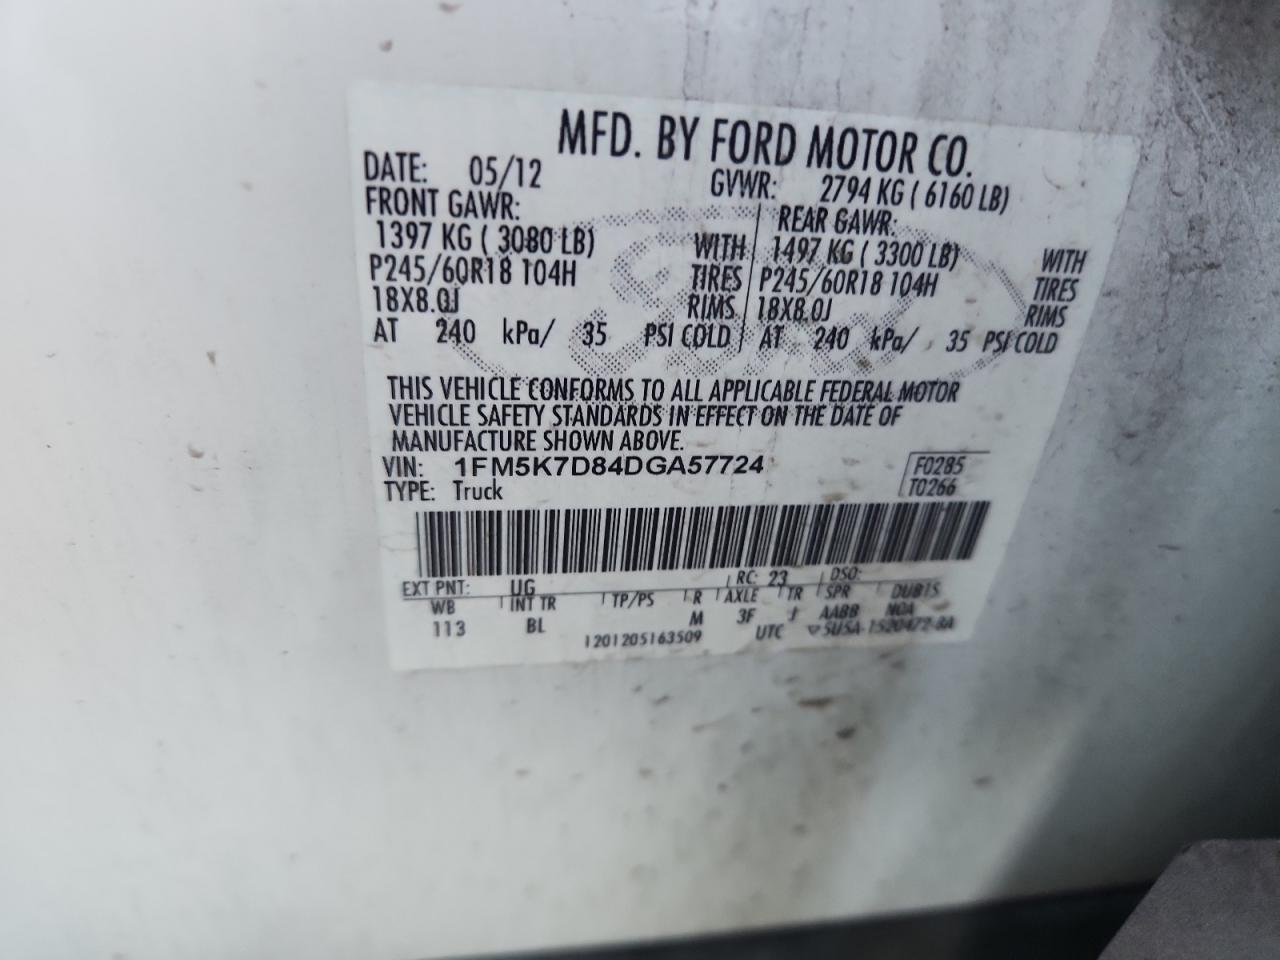 MFD. BY FORD MOTOR CO.
DATE: 05/12 GVWR: 2794 KG ( 6160 LB)
FRONT GAWR: REAR GAWR:
1397 KG ( 3080 LB) WITH 1497 KG ( 3300 LB) WITH
P245/60R18 104H TIRES P245/60R18 104H TIRES
18X8.0J RIMS 18X8.0J RIMS
AT 240 kPa/ 35 PSI COLD AT 240 kPa/ 35 PSI COLD
THIS VEHICLE CONFORMS TO ALL APPLICABLE FEDERAL MOTOR
VEHICLE SAFETY STANDARDS IN EFFECT ON THE DATE OF
MANUFACTURE SHOWN ABOVE.
VIN: 1FM5K7D84DGA57724 F0285
TYPE: Truck T0266
EXT PNT: UG RC: 23 DSO:
WB INT TR TP/PS R AXLE TR SPR DUBIS
113 BL M 3F J AABB NOA
1201205163509 UTC ▽5USA-1520472-BA